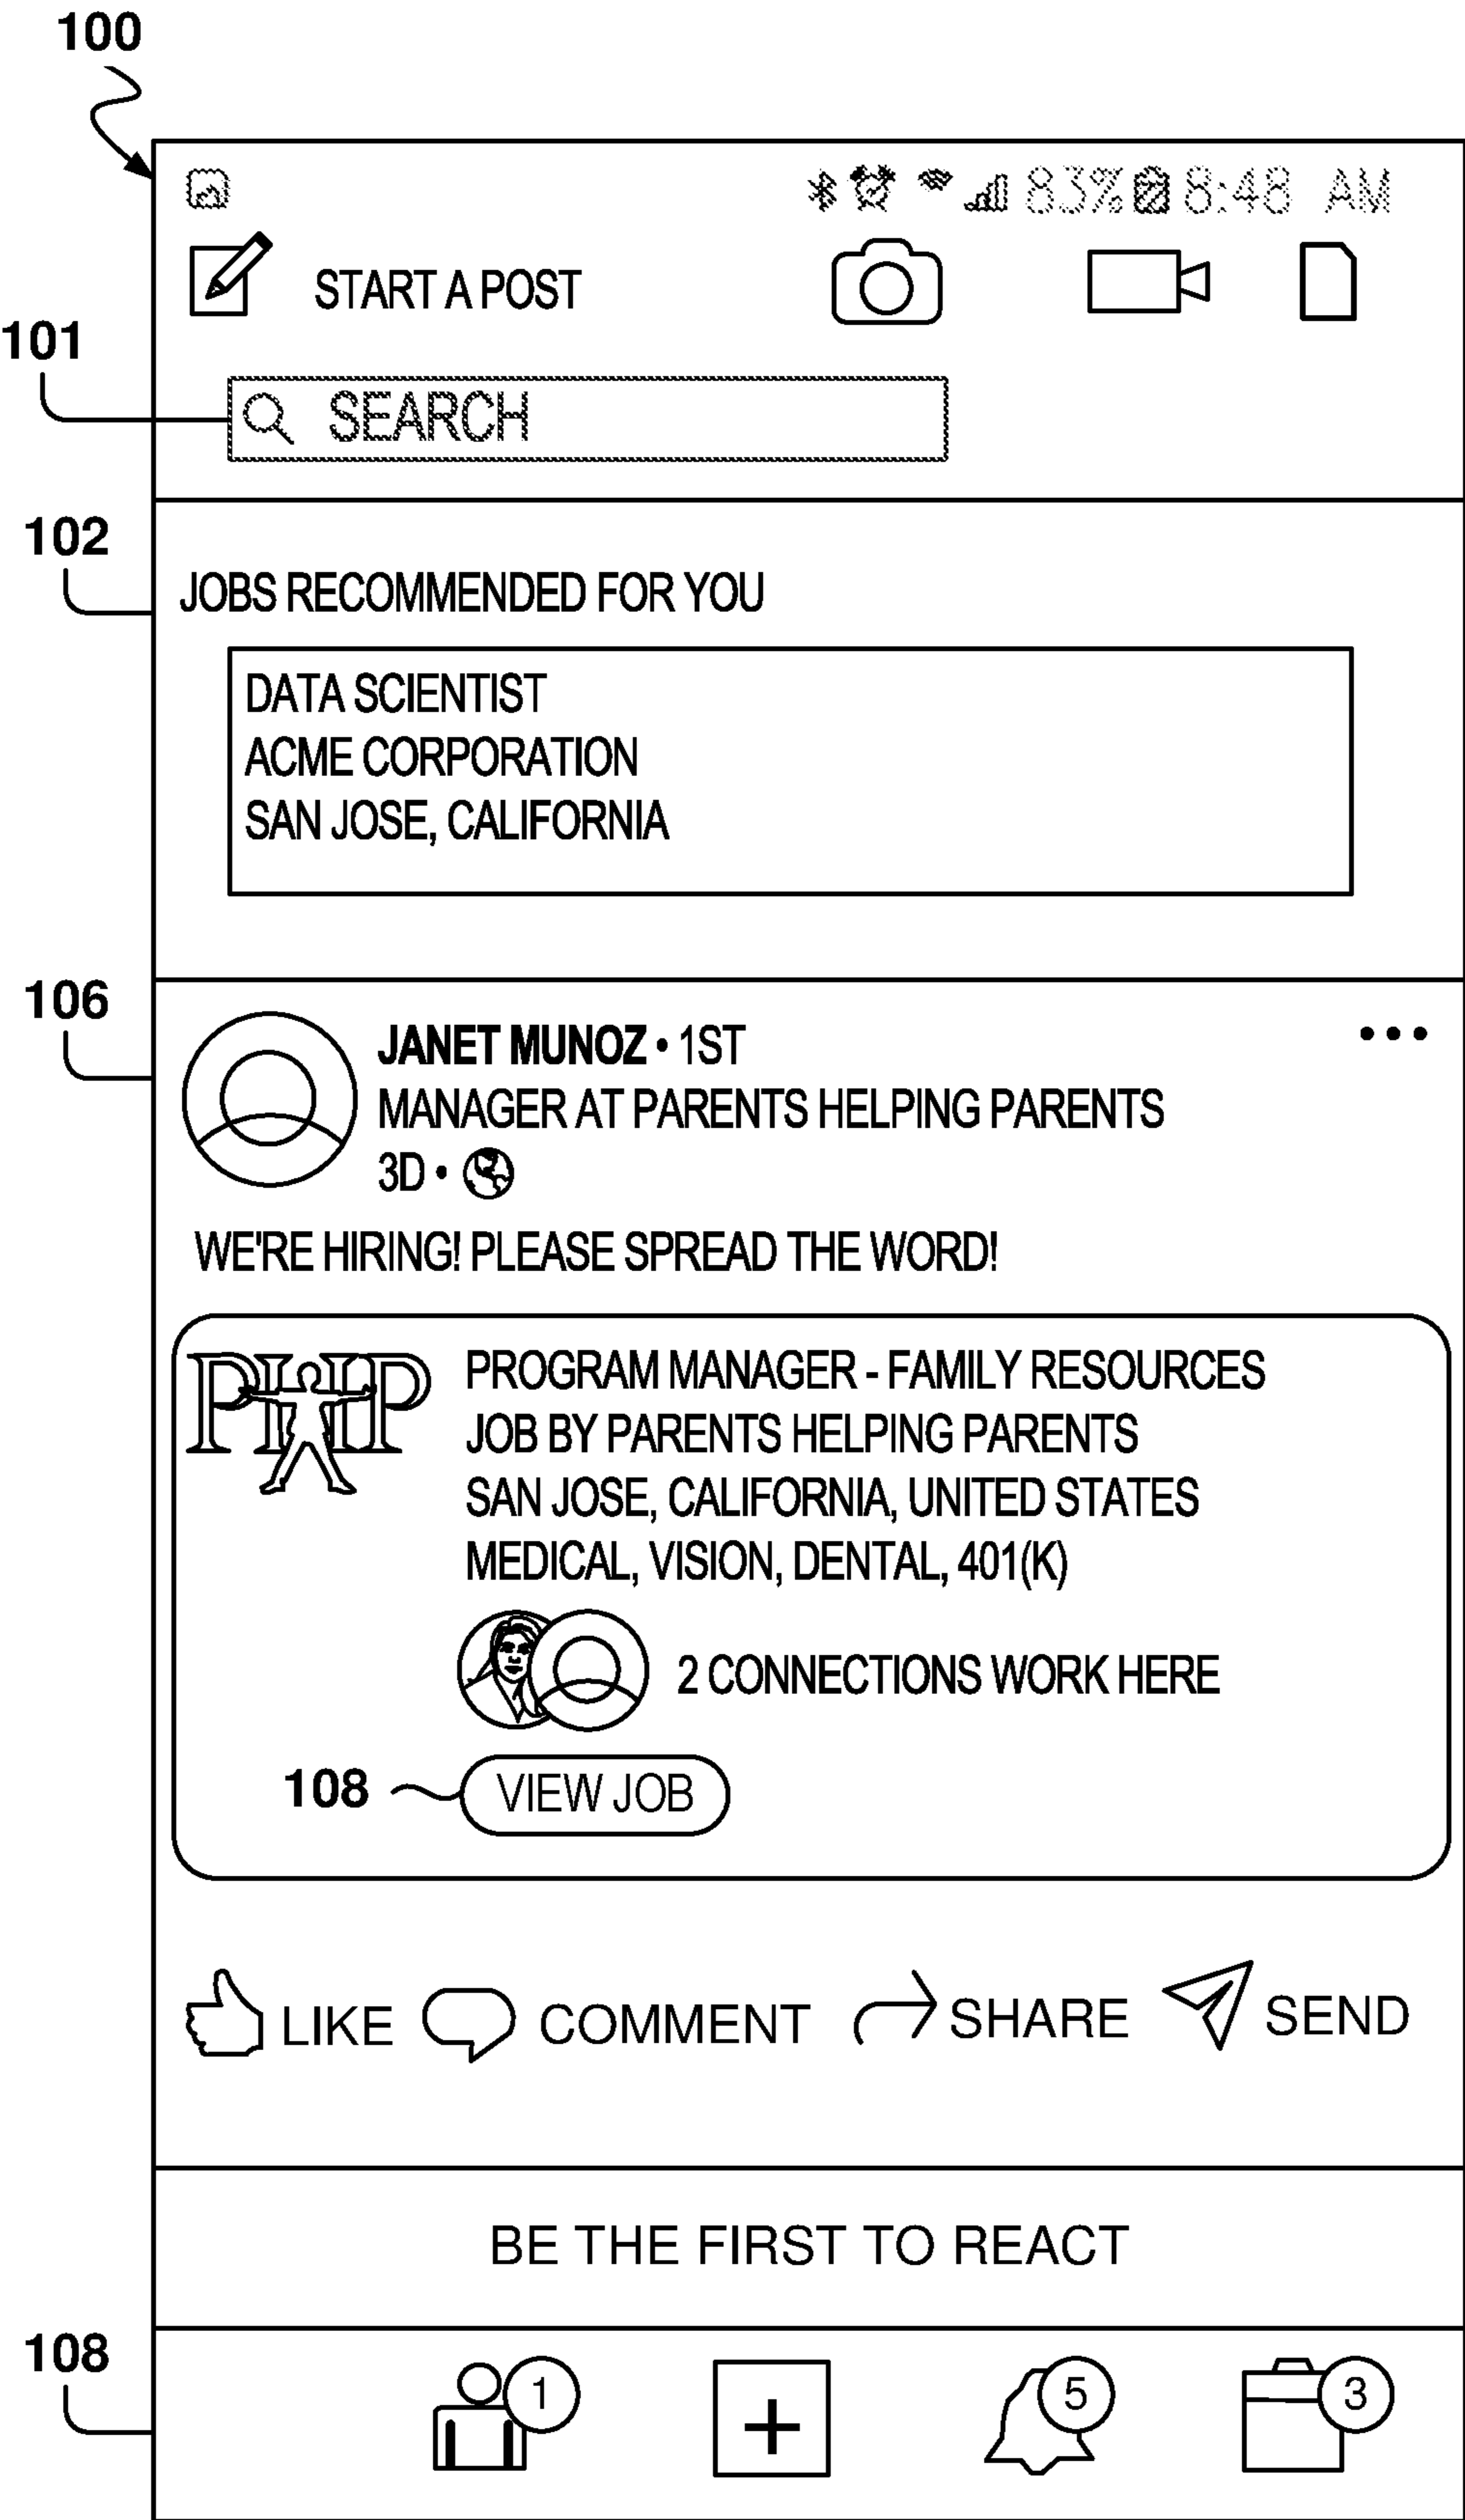 100
83% 8:48 AM
START A POST
101
SEARCH
102
JOBS RECOMMENDED FOR YOU
DATA SCIENTIST
ACME CORPORATION
SAN JOSE, CALIFORNIA
106
JANET MUNOZ • 1ST
MANAGER AT PARENTS HELPING PARENTS
3D •
WE'RE HIRING! PLEASE SPREAD THE WORD!
PHP
PROGRAM MANAGER - FAMILY RESOURCES
JOB BY PARENTS HELPING PARENTS
SAN JOSE, CALIFORNIA, UNITED STATES
MEDICAL, VISION, DENTAL, 401(K)
2 CONNECTIONS WORK HERE
108
VIEW JOB
LIKE COMMENT SHARE SEND
BE THE FIRST TO REACT
108
1 5 3